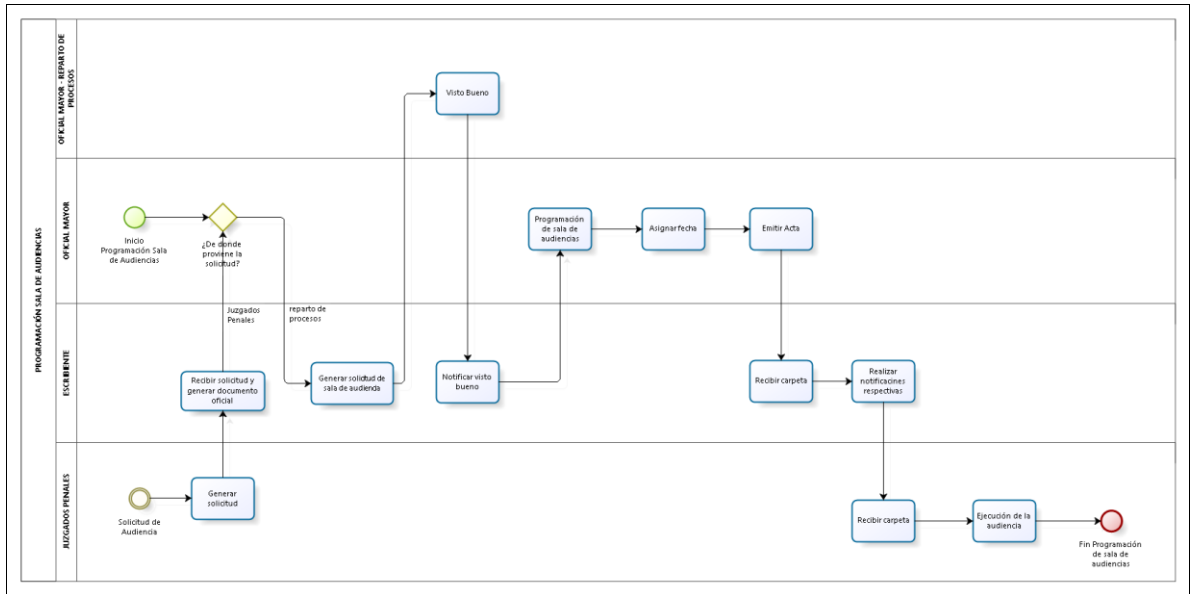 PROGRAMACIÓN SALA DE AUDIENCIAS
OFICIAL MAYOR - REPARTO DE
PROCESOS
Visto Bueno
OFICIAL MAYOR
Inicio
Programación Sala
de Audiencias
¿De donde
proviene la
solicitud?
Programación
de sala de
audiencias
Asignar fecha
Emitir Acta
Juzgados
Penales
reparto de
procesos
ESCRIBIENTE
Recibir solicitud y
generar documento
oficial
Generar solicitud de
sala de audienda
Notificar visto
bueno
Recibir carpeta
Realizar
notificacines
respectivas
JUZGADOS PENALES
Solicitud de
Audiencia
Generar
solicitud
Recibir carpeta
Ejecución de la
audiencia
Fin Programación
de sala de
audiencias